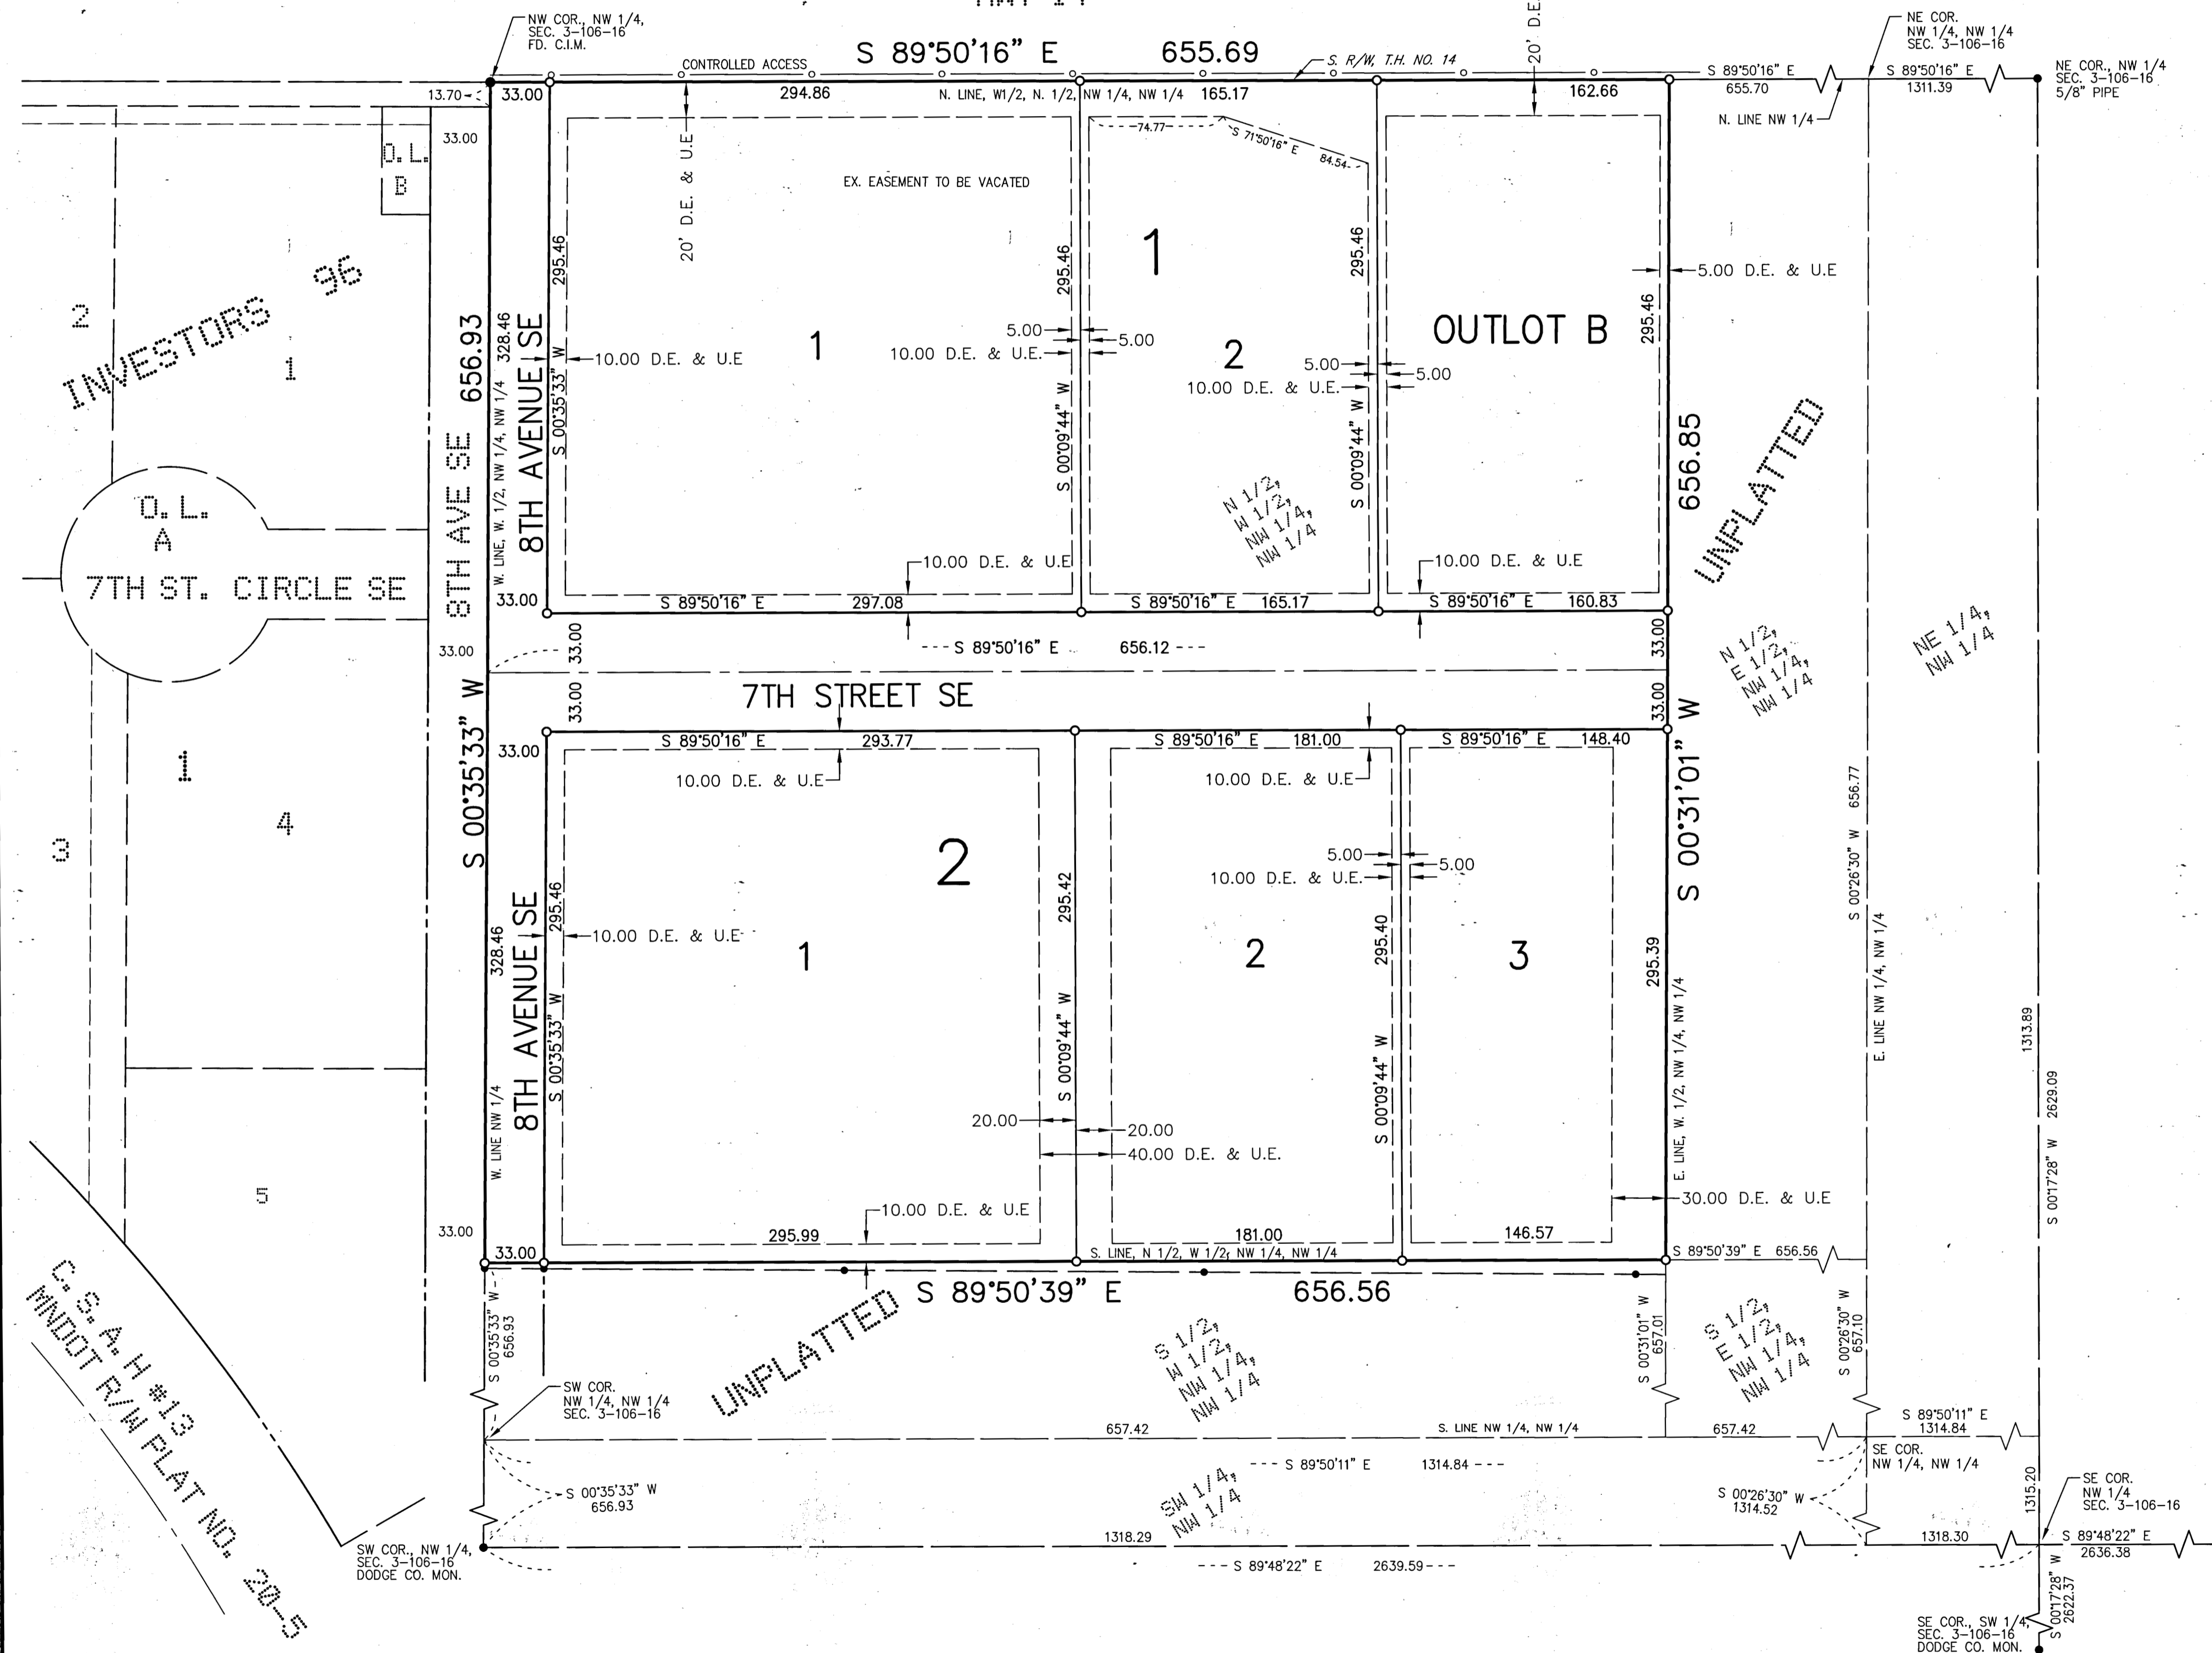 NW COR., NW 1/4,
SEC. 3-106-16
FD. C.I.M.
CONTROLLED ACCESS
S 89°50'16" E 655.69
S. R/W, T.H. NO. 14
20' D.E.
NE COR.
NW 1/4, NW 1/4
SEC. 3-106-16
NE COR., NW 1/4
SEC. 3-106-16
5/8" PIPE
S 89°50'16" E
655.70
S 89°50'16" E
1311.39
N. LINE NW 1/4
13.70
33.00
294.86
N. LINE, W1/2, N. 1/2, NW 1/4, NW 1/4
165.17
162.66
33.00
O.L.
B
20' D.E. & U.E
EX. EASEMENT TO BE VACATED
74.77
S 71°50'16" E
84.54
INVESTORS 96
2
1
656.93
328.46
8TH AVENUE SE
8TH AVE SE
W. LINE, W. 1/2, NW 1/4, NW 1/4
S 00°35'33" W
295.46
10.00 D.E. & U.E
1
5.00
10.00 D.E. & U.E.
295.46
S 00°09'44" W
5.00
1
2
295.46
5.00
10.00 D.E. & U.E.
S 00°09'44" W
5.00
OUTLOT B
295.46
5.00 D.E. & U.E
656.85
UNPLATTED
N 1/2,
W 1/2,
NW 1/4,
NW 1/4
O.L.
A
7TH ST. CIRCLE SE
10.00 D.E. & U.E
10.00 D.E. & U.E
33.00
S 89°50'16" E 297.08
S 89°50'16" E 165.17
S 89°50'16" E 160.83
33.00
33.00
33.00
S 89°50'16" E 656.12
N 1/2,
E 1/2,
NW 1/4,
NW 1/4
NE 1/4,
NW 1/4
7TH STREET SE
33.00
33.00
33.00
S 89°50'16" E 293.77
S 89°50'16" E 181.00
S 89°50'16" E 148.40
10.00 D.E. & U.E
10.00 D.E. & U.E
S 00°35'33" W
S 00°31'01" W
1
3
4
5
2
295.46
10.00 D.E. & U.E
328.46
8TH AVENUE SE
S 00°35'33" W
W. LINE NW 1/4
1
295.42
S 00°09'44" W
5.00
5.00
10.00 D.E. & U.E.
2
295.40
S 00°09'44" W
3
295.39
E. LINE, W. 1/2, NW 1/4, NW 1/4
S 00°26'30" W 656.77
E. LINE NW 1/4, NW 1/4
1313.89
S 00°17'28" W 2629.09
20.00
20.00
40.00 D.E. & U.E.
30.00 D.E. & U.E
10.00 D.E. & U.E
33.00
33.00
295.99
181.00
146.57
S. LINE, N 1/2, W 1/2, NW 1/4, NW 1/4
S 89°50'39" E 656.56
S 89°50'39" E 656.56
C. S. A. H #13
MNDOT R/W PLAT NO. 20-5
S 00°35'33" W
656.93
UNPLATTED
S 1/2,
W 1/2,
NW 1/4,
NW 1/4
S 00°31'01" W
657.01
S 1/2,
E 1/2,
NW 1/4,
NW 1/4
S 00°26'30" W
657.10
SW COR.
NW 1/4, NW 1/4
SEC. 3-106-16
657.42
S. LINE NW 1/4, NW 1/4
657.42
S 89°50'11" E
1314.84
S 89°50'11" E 1314.84
SE COR.
NW 1/4, NW 1/4
S 00°35'33" W
656.93
SW 1/4,
NW 1/4
S 00°26'30" W
1314.52
1315.20
SE COR.
NW 1/4
SEC. 3-106-16
SW COR., NW 1/4,
SEC. 3-106-16
DODGE CO. MON.
1318.29
1318.30
S 89°48'22" E
2636.38
S 89°48'22" E 2639.59
S 00°17'28" W
2622.37
SE COR., SW 1/4,
SEC. 3-106-16
DODGE CO. MON.